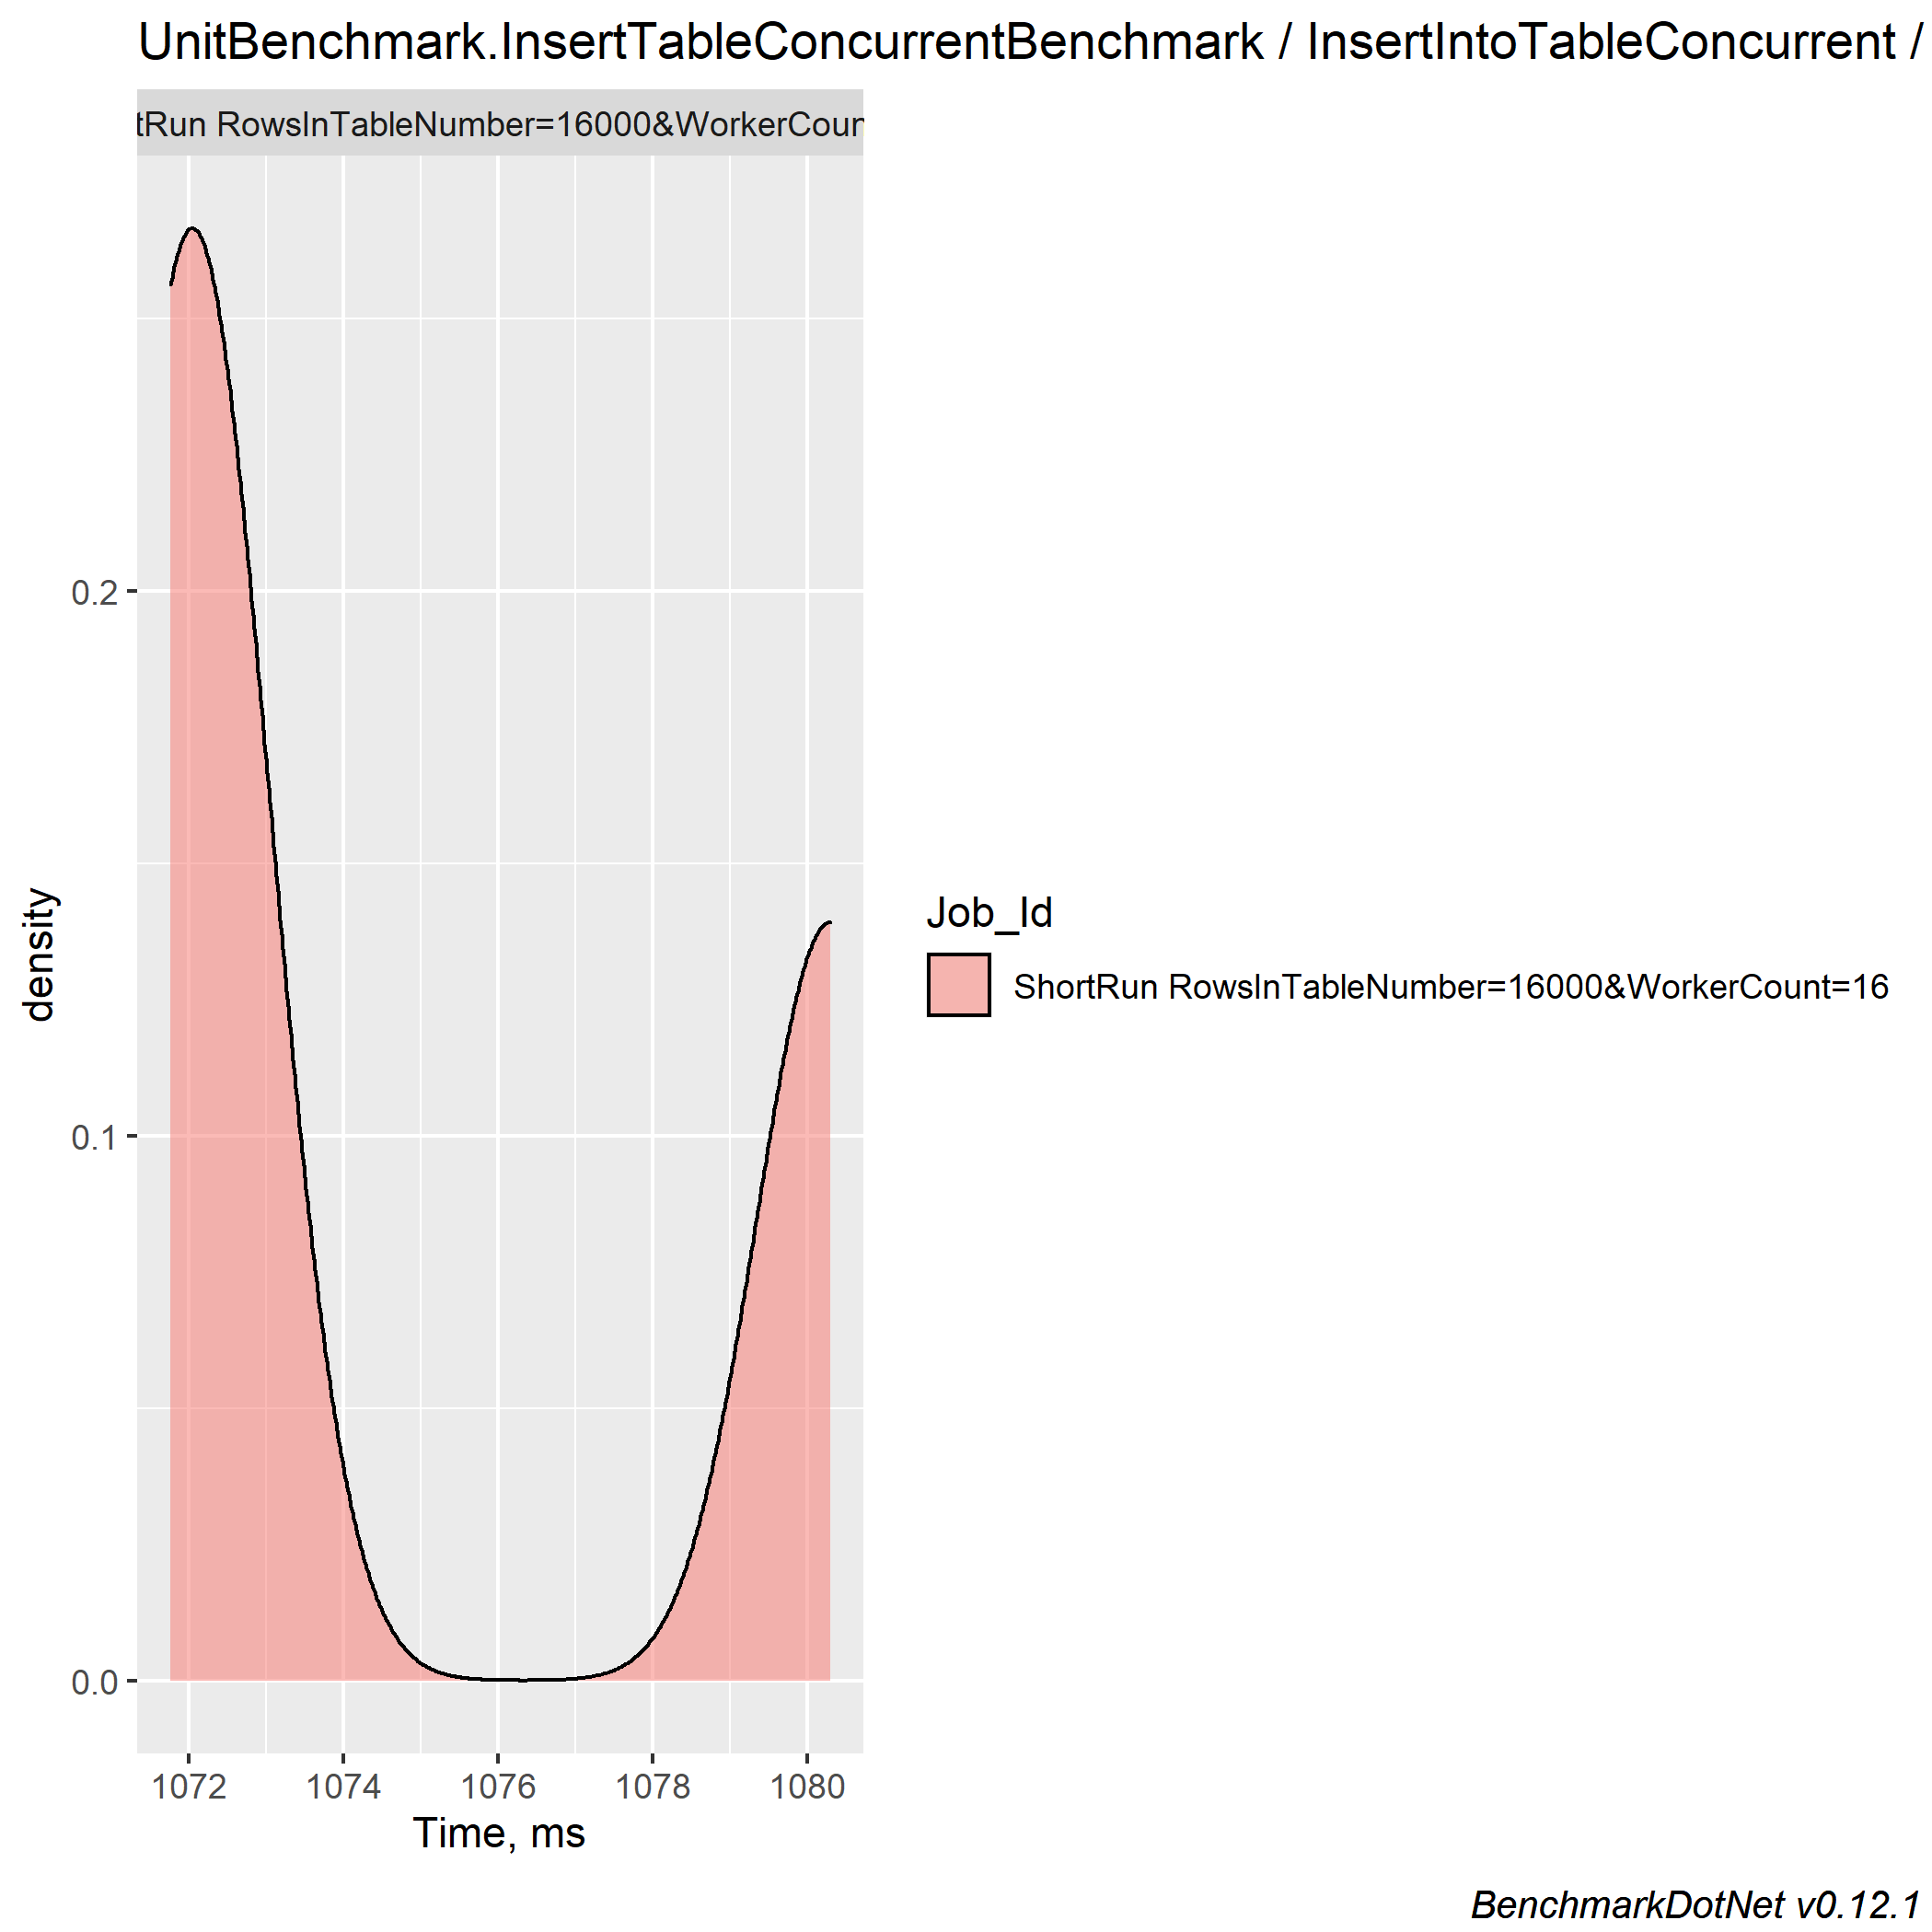 UnitBenchmark.InsertTableConcurrentBenchmark / InsertIntoTableConcurrent /
tRun RowsInTableNumber=16000&WorkerCoun
0.2
0.1
0.0
density
1072 1074 1076 1078 1080
Time, ms
Job_Id
ShortRun RowsInTableNumber=16000&WorkerCount=16
BenchmarkDotNet v0.12.1